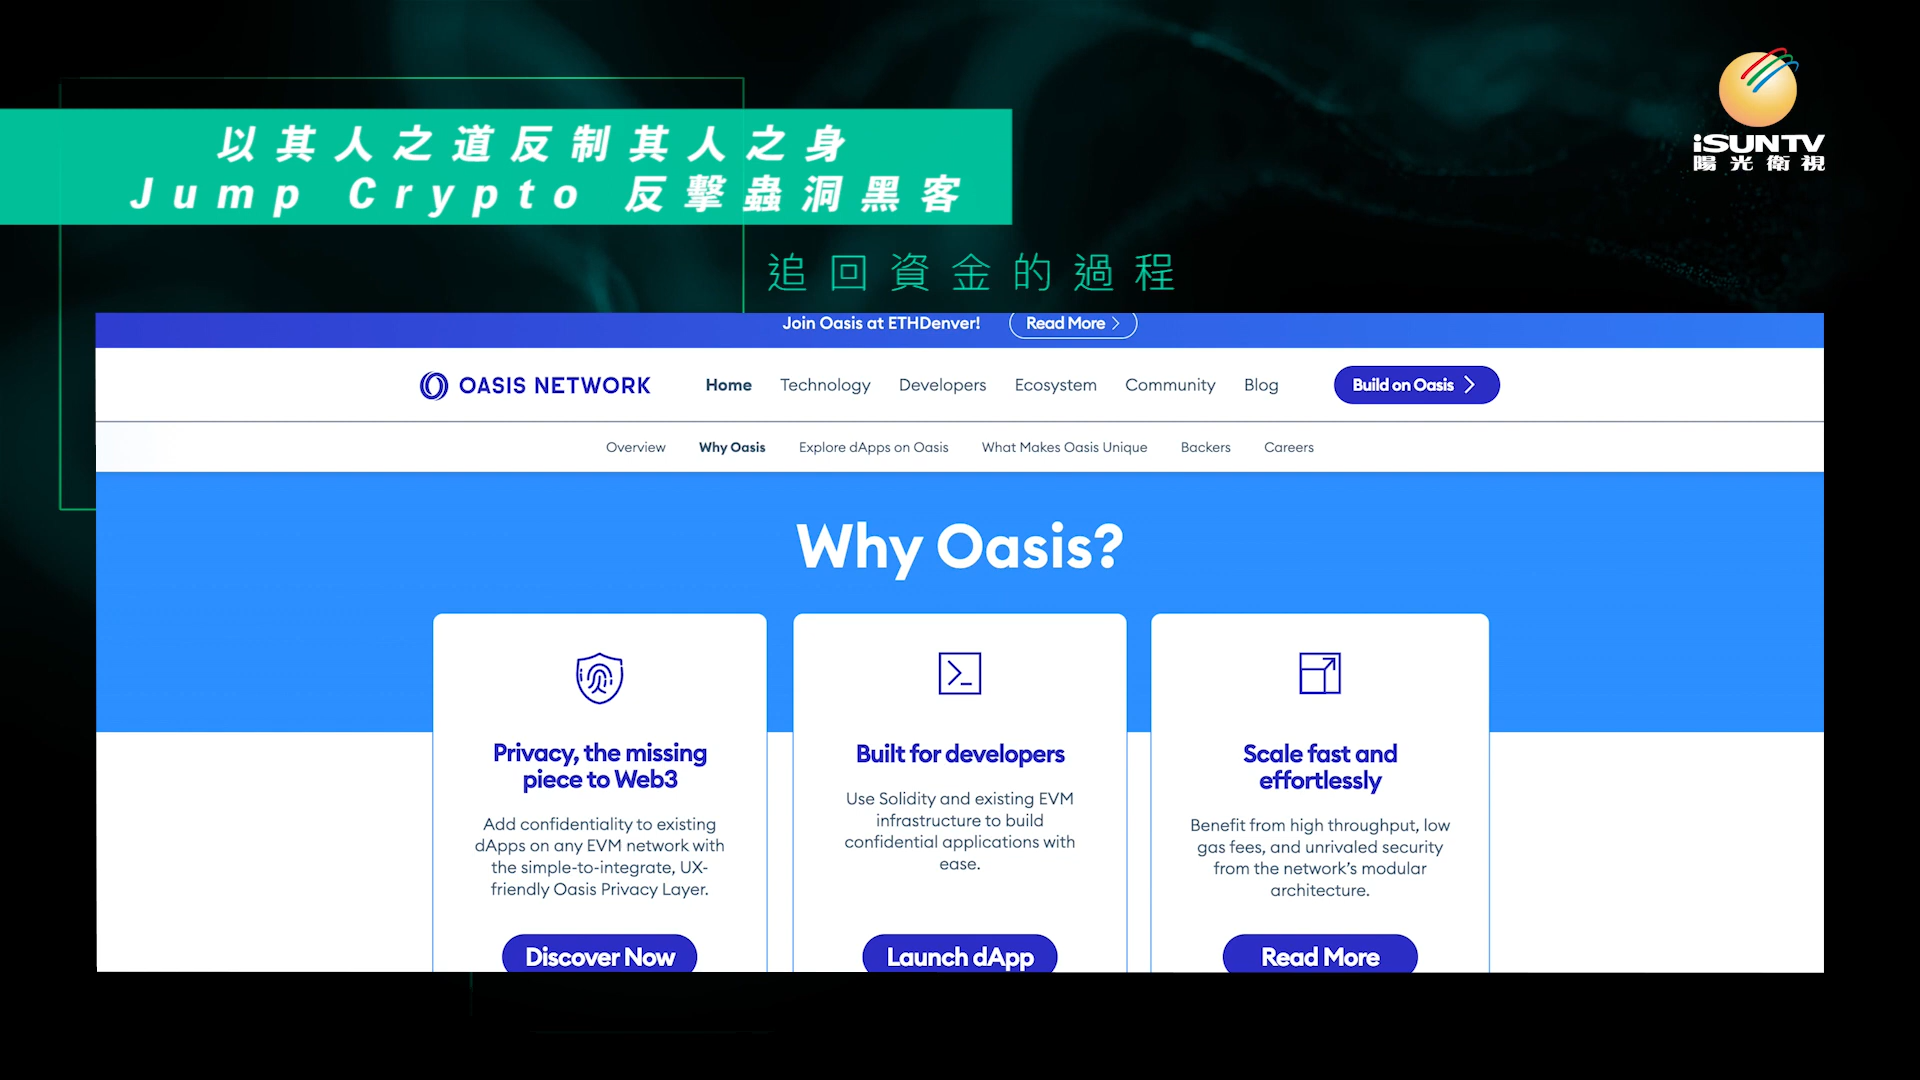 以其人之道反制其人之身
Jump Crypto 反擊蟲洞黑客
iSUNTV
陽光衛視
追回資金的過程
Join Oasis at ETHDenver! Read More
OASIS NETWORK Home Technology Developers Ecosystem Community Blog Build on Oasis
Overview Why Oasis Explore dApps on Oasis What Makes Oasis Unique Backers Careers
Why Oasis?
Privacy, the missing
piece to Web3
Add confidentiality to existing
dApps on any EVM network with
the simple-to-integrate, UX-
friendly Oasis Privacy Layer.
Discover Now
Built for developers
Use Solidity and existing EVM
infrastructure to build
confidential applications with
ease.
Launch dApp
Scale fast and
effortlessly
Benefit from high throughput, low
gas fees, and unrivaled security
from the network's modular
architecture.
Read More